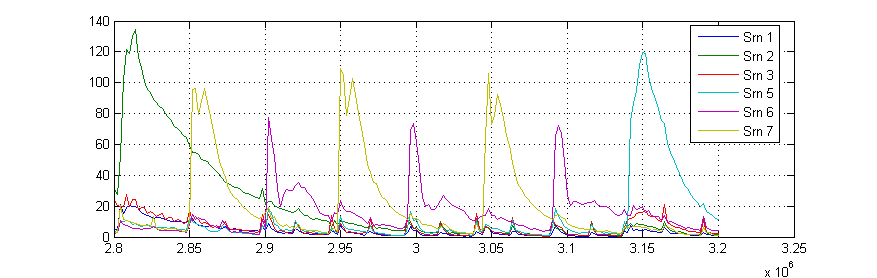 140
120
100
80
60
40
20
0
2.8 2.85 2.9 2.95 3 3.05 3.1 3.15 3.2 3.25
x 10^6
Srn 1
Srn 2
Srn 3
Srn 5
Srn 6
Srn 7